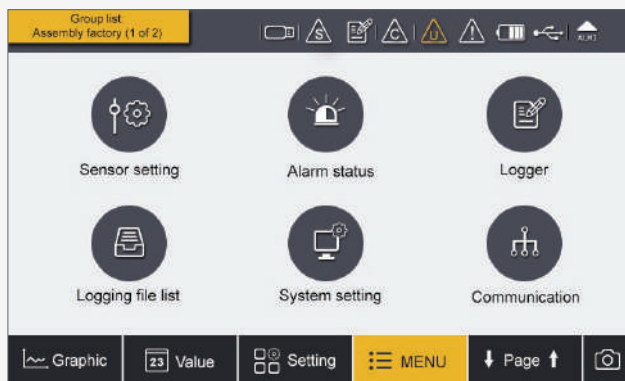 Group list:
Assembly factory (1 of 2)
S
C
U
ALM1
Sensor setting
Alarm status
Logger
Logging file list
System setting
Communication
Graphic
23 Value
Setting
MENU
Page